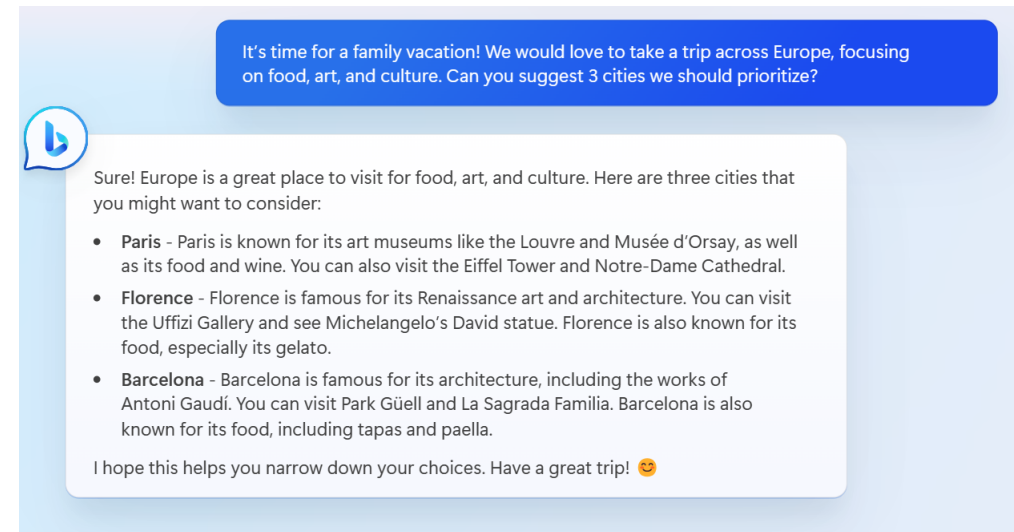 It's time for a family vacation! We would love to take a trip across Europe, focusing
on food, art, and culture. Can you suggest 3 cities we should prioritize?
Sure! Europe is a great place to visit for food, art, and culture. Here are three cities that
you might want to consider:
• Paris - Paris is known for its art museums like the Louvre and Musée d'Orsay, as well
as its food and wine. You can also visit the Eiffel Tower and Notre-Dame Cathedral.
• Florence - Florence is famous for its Renaissance art and architecture. You can visit
the Uffizi Gallery and see Michelangelo's David statue. Florence is also known for its
food, especially its gelato.
• Barcelona - Barcelona is famous for its architecture, including the works of
Antoni Gaudí. You can visit Park Güell and La Sagrada Familia. Barcelona is also
known for its food, including tapas and paella.
I hope this helps you narrow down your choices. Have a great trip! 😊